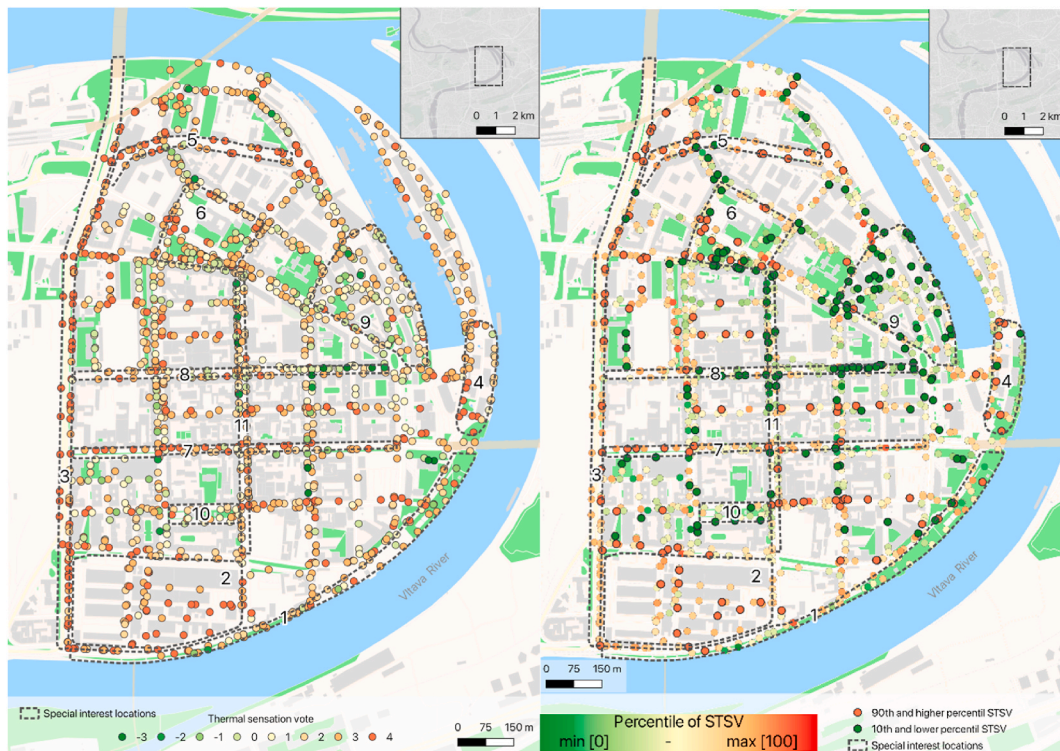 0 1 2 km
5
6
9
8
4
11
7
3
10
2
1
Vltava River
Special interest locations
Thermal sensation vote
-3 -2 -1 0 1 2 3 4
0 75 150 m
0 1 2 km
5
6
9
8
4
11
7
3
10
2
1
Vltava River
0 75 150 m
Percentile of STSV
min [0] - max [100]
90th and higher percentil STSV
10th and lower percentil STSV
Special interest locations